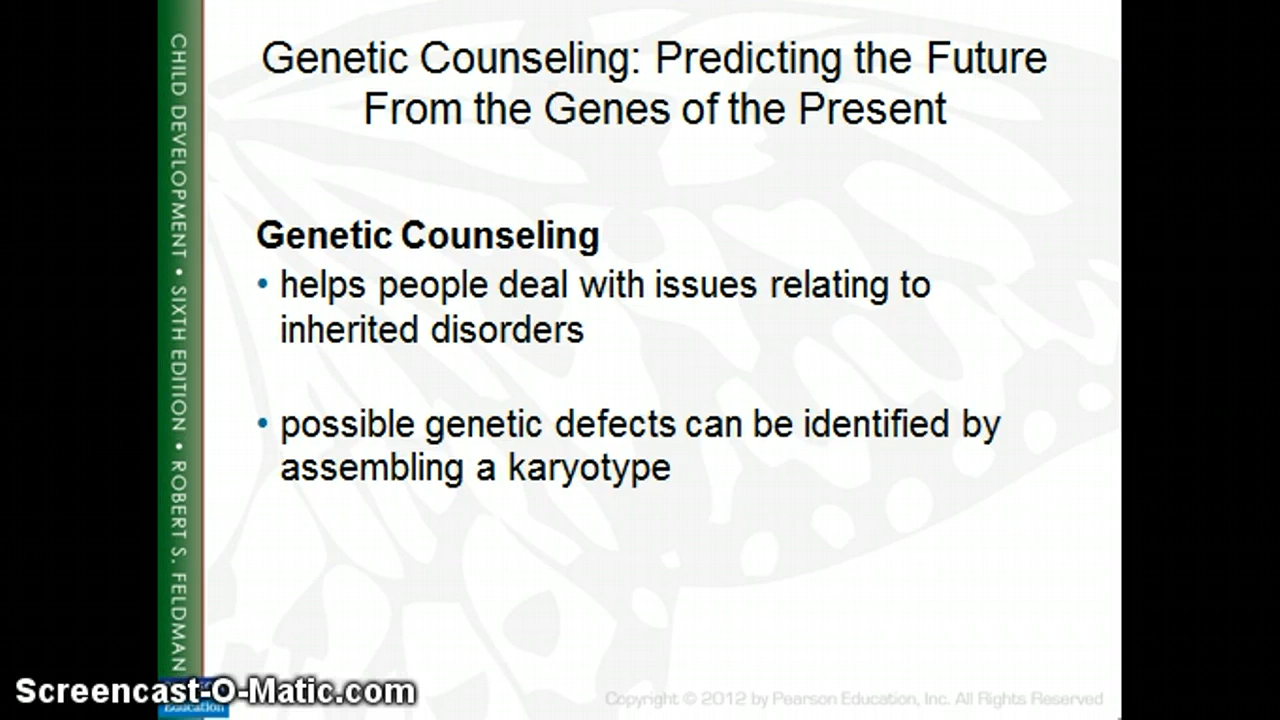 Genetic Counseling: Predicting the Future
From the Genes of the Present
Genetic Counseling
• helps people deal with issues relating to
inherited disorders
• possible genetic defects can be identified by
assembling a karyotype
CHILD DEVELOPMENT • SIXTH EDITION • ROBERT S. FELDMAN
Screencast-O-Matic.com
Education
Copyright © 2012 by Pearson Education, Inc. All Rights Reserved